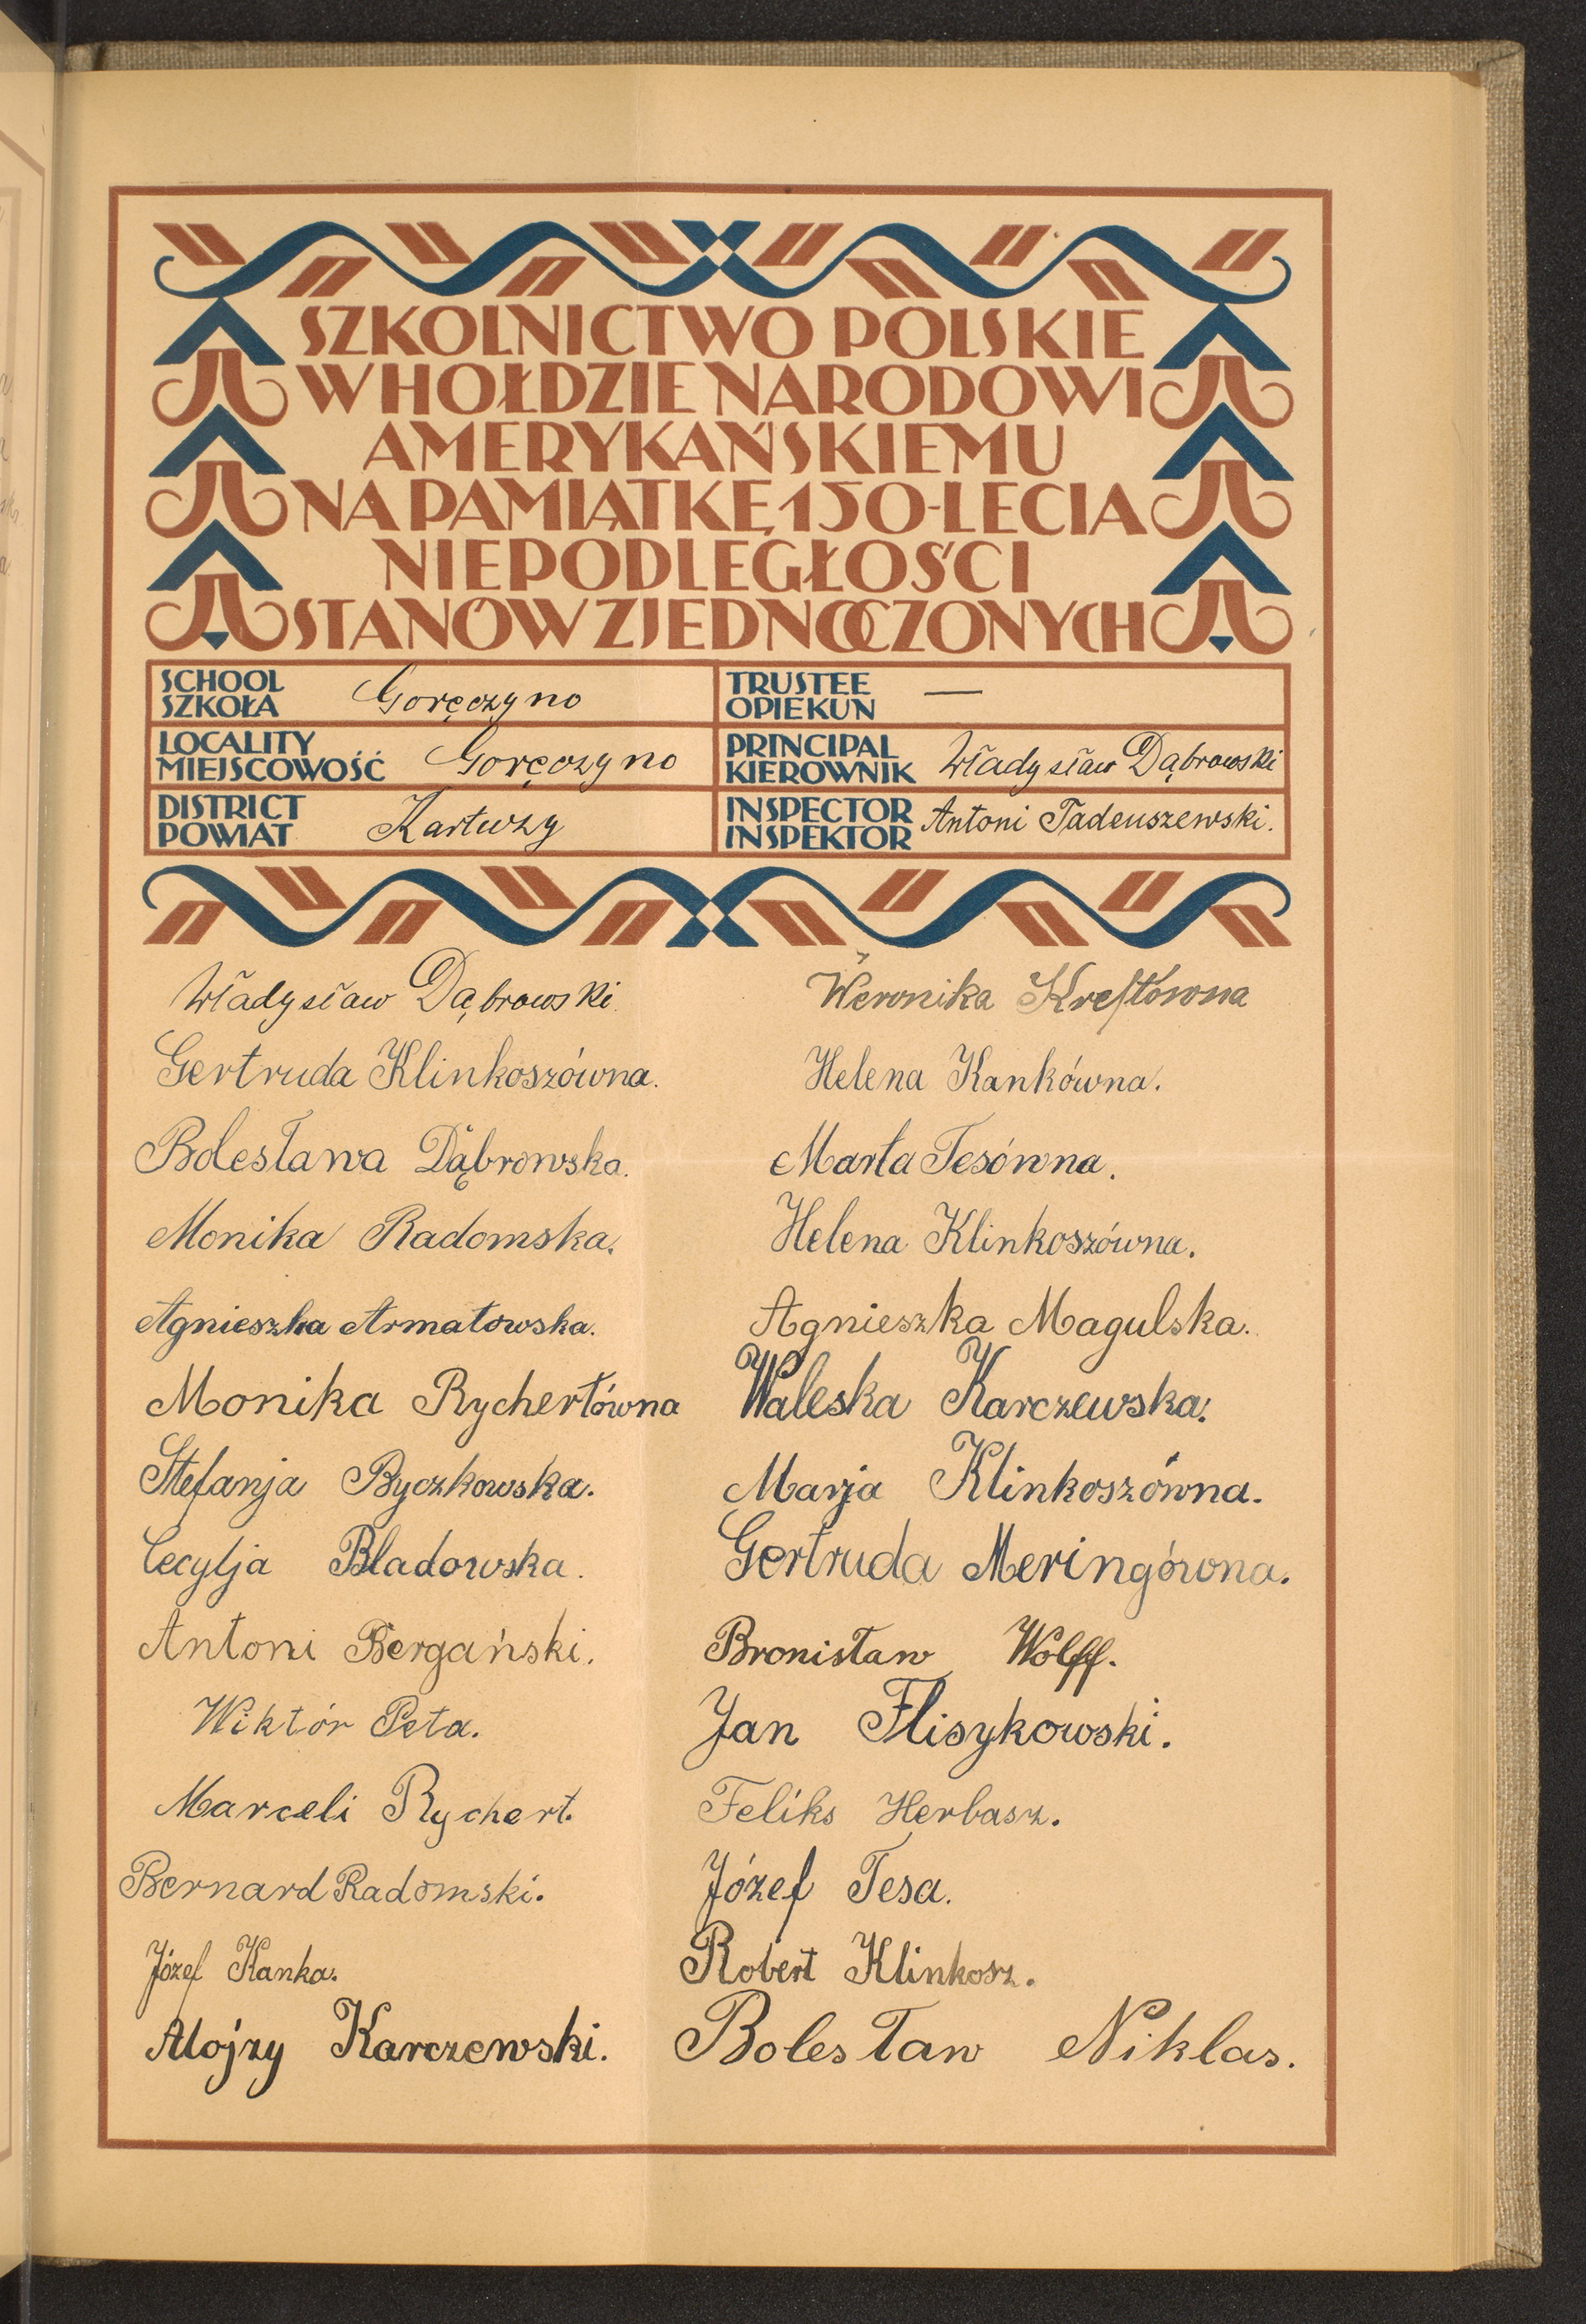 SZKOLNICTWO POLSKIE
W HOŁDZIE NARODOWI
AMERYKAŃSKIEMU
NA PAMIĄTKĘ 150-LECIA
NIEPODLEGŁOŚCI
STANÓW ZJEDNOCZONYCH
SCHOOL
SZKOŁA
Goręczyno
TRUSTEE
OPIEKUN
—
LOCALITY
MIEJSCOWOŚĆ
Goręczyno
PRINCIPAL
KIEROWNIK
Władysław Dąbrowski
DISTRICT
POWIAT
Kartuzy
INSPECTOR
INSPEKTOR
Antoni Tadeuszewski.
Władysław Dąbrowski
Gertruda Klinkoszówna.
Bolesława Dąbrowska.
Monika Radomska.
Agnieszka Armatowska.
Monika Rychertówna
Stefanja Byczkowska.
Cecylja Bladowska.
Antoni Bergański.
Wiktór Peta.
Marceli Rychert.
Bernard Radomski.
Józef Kanka.
Alojzy Karczewski.
Weronika Kreftówna
Helena Kankówna.
Marta Tesówna.
Helena Klinkoszówna.
Agnieszka Magulska.
Waleska Karczewska.
Marja Klinkoszówna.
Gertruda Meringówna.
Bronisław Wolff.
Jan Flisykowski.
Feliks Herbasz.
Józef Tesa.
Robert Klinkosz.
Bolesław Niklas.